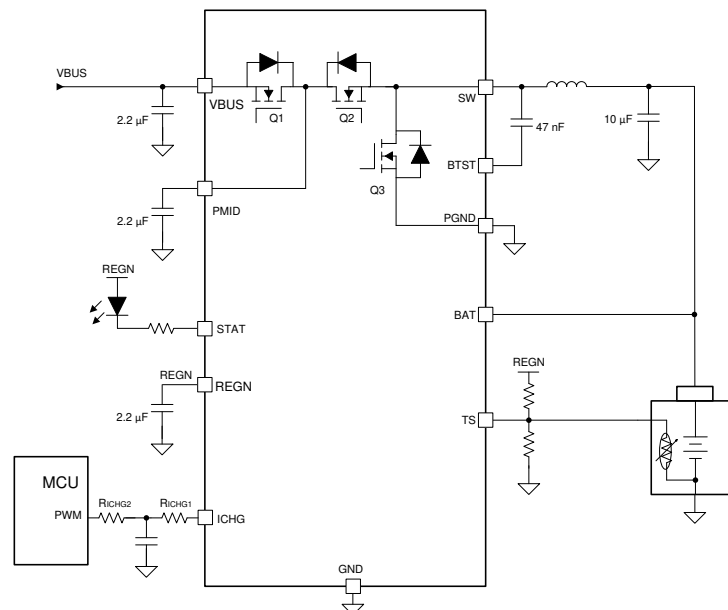 VBUS
VBUS
SW
Q1
Q2
2.2 µF
47 nF
10 µF
BTST
Q3
PMID
PGND
2.2 µF
REGN
BAT
STAT
REGN
REGN
REGN
2.2 µF
TS
MCU
PWM
RICHG2
RICHG1
ICHG
GND